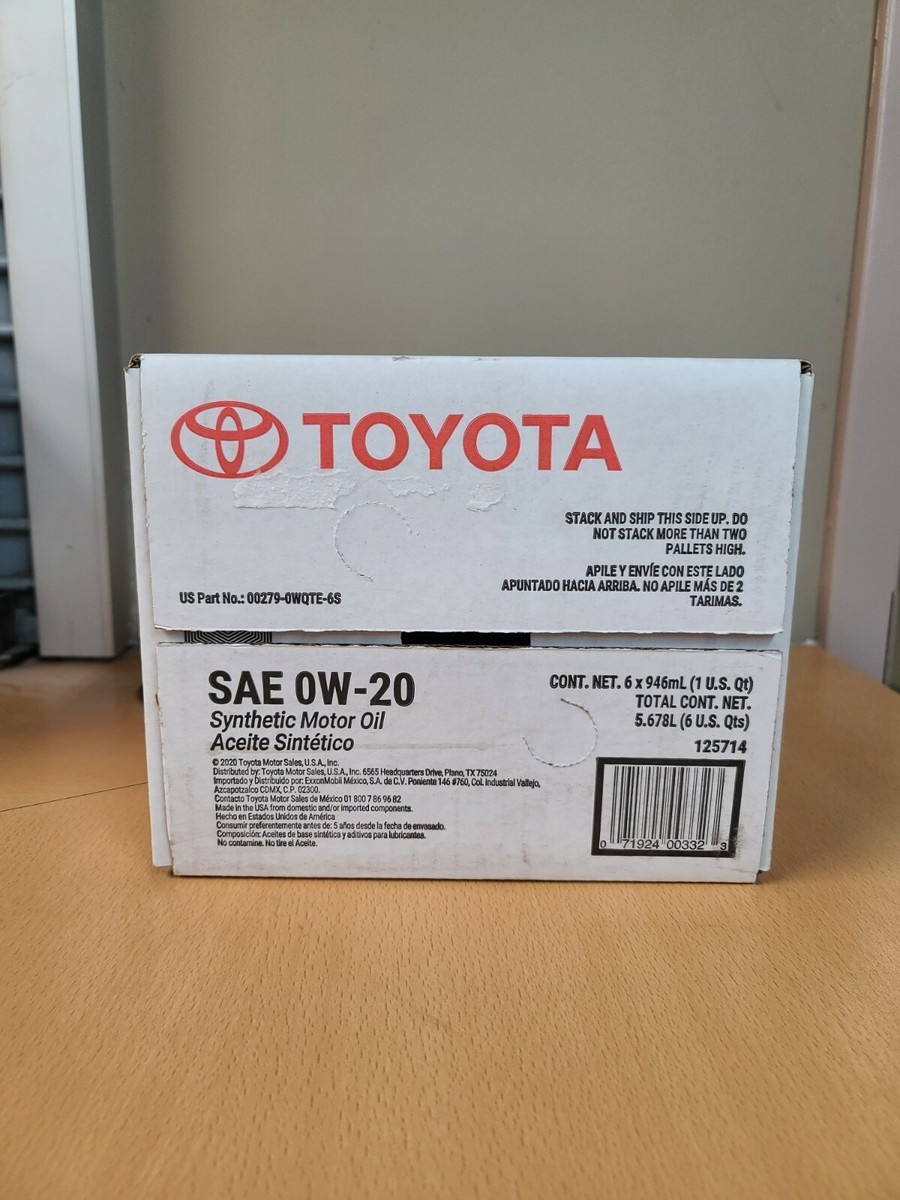 TOYOTA
STACK AND SHIP THIS SIDE UP. DO
NOT STACK MORE THAN TWO
PALLETS HIGH.
APILE Y ENVÍE CON ESTE LADO
APUNTADO HACIA ARRIBA. NO APILE MÁS DE 2
TARIMAS.
US Part No.: 00279-0WQTE-6S
SAE 0W-20
Synthetic Motor Oil
Aceite Sintético
CONT. NET. 6 x 946mL (1 U.S. Qt)
TOTAL CONT. NET.
5.678L (6 U.S. Qts)
125714
© 2020 Toyota Motor Sales, U.S.A., Inc.
Distributed by: Toyota Motor Sales, U.S.A., Inc. 6565 Headquarters Drive, Plano, TX 75024
Importado y Distribuido por: ExxonMobil México, S.A. de C.V. Poniente 146 #760, Col. Industrial Vallejo,
Azcapotzalco CDMX, C.P. 02300.
Contacto Toyota Motor Sales de México 01 800 7 86 96 82
Made in the USA from domestic and/or imported components.
Hecho en Estados Unidos de América
Consumir preferentemente antes de: 5 años desde la fecha de envasado.
Composición: Aceites de base sintética y aditivos para lubricantes.
No contamine. No tire el Aceite.
0 71924 00332 3